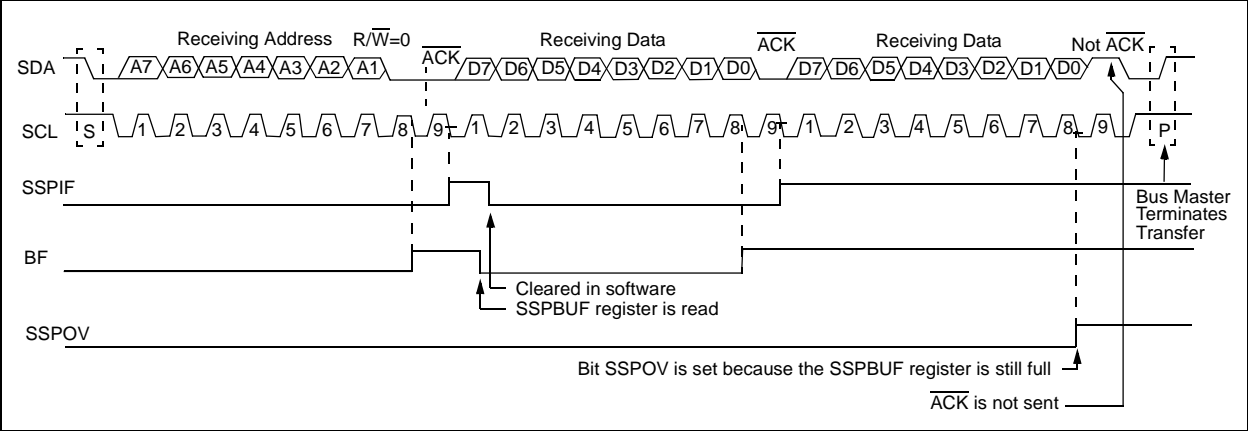 Receiving Address R/W̅=0 A̅C̅K̅ Receiving Data A̅C̅K̅ Receiving Data Not A̅C̅K̅
SDA A7 A6 A5 A4 A3 A2 A1 D7 D6 D5 D4 D3 D2 D1 D0 D7 D6 D5 D4 D3 D2 D1 D0
SCL S 1 2 3 4 5 6 7 8 9 1 2 3 4 5 6 7 8 9 1 2 3 4 5 6 7 8 9 P
SSPIF
Bus Master
Terminates
Transfer
BF
Cleared in software
SSPBUF register is read
SSPOV
Bit SSPOV is set because the SSPBUF register is still full
A̅C̅K̅ is not sent